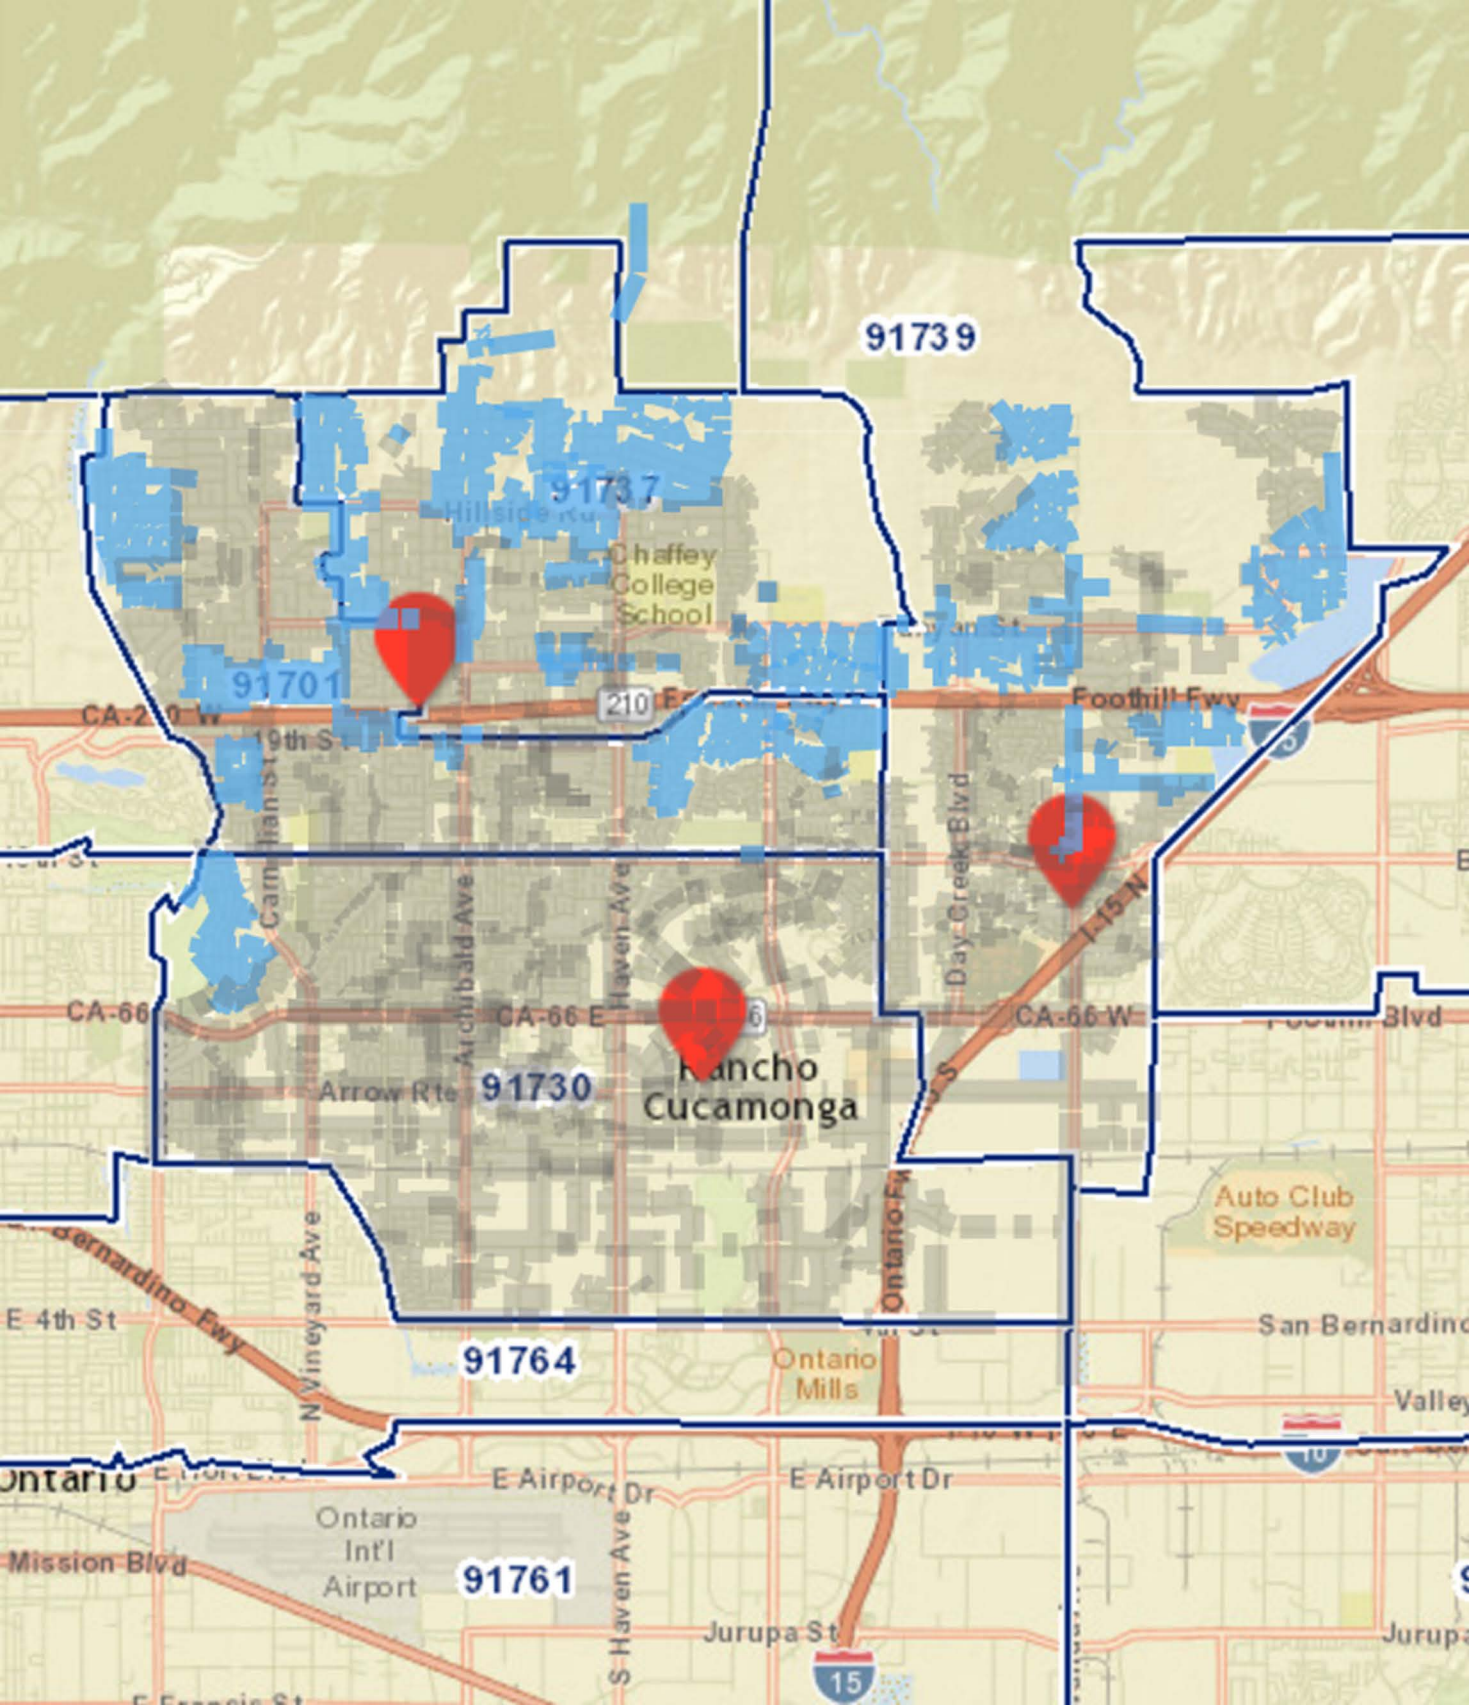 91739
91737
Hillside Rd
Chaffey
College
School
91701
CA-210 W
210
Foothill Fwy
19th St
Carnelian St
Archibald Ave
Haven Ave
Day Creek Blvd
I-15 N
CA-66
CA-66 E
CA-66 W
Foothill Blvd
Rancho
Cucamonga
Arrow Rte
91730
Auto Club
Speedway
Bernardino Fwy
N Vineyard Ave
Ontario Fw
E 4th St
San Bernardino
91764
Ontario
Mills
Valley
10
Ontario
E Airport Dr
E Airport Dr
Ontario
Int'l
Airport
Mission Blvd
91761
S Haven Ave
Jurupa St
Jurupa
15
E Francis St